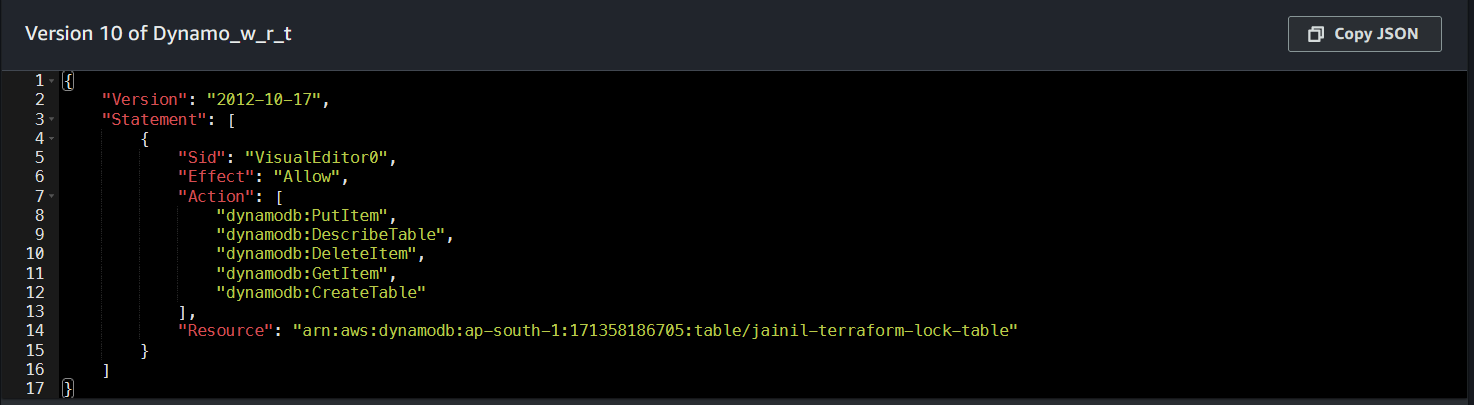 Version 10 of Dynamo_w_r_t
Copy JSON
1 {
2 "Version": "2012-10-17",
3 "Statement": [
4 {
5 "Sid": "VisualEditor0",
6 "Effect": "Allow",
7 "Action": [
8 "dynamodb:PutItem",
9 "dynamodb:DescribeTable",
10 "dynamodb:DeleteItem",
11 "dynamodb:GetItem",
12 "dynamodb:CreateTable"
13 ],
14 "Resource": "arn:aws:dynamodb:ap-south-1:171358186705:table/jainil-terraform-lock-table"
15 }
16 ]
17 }